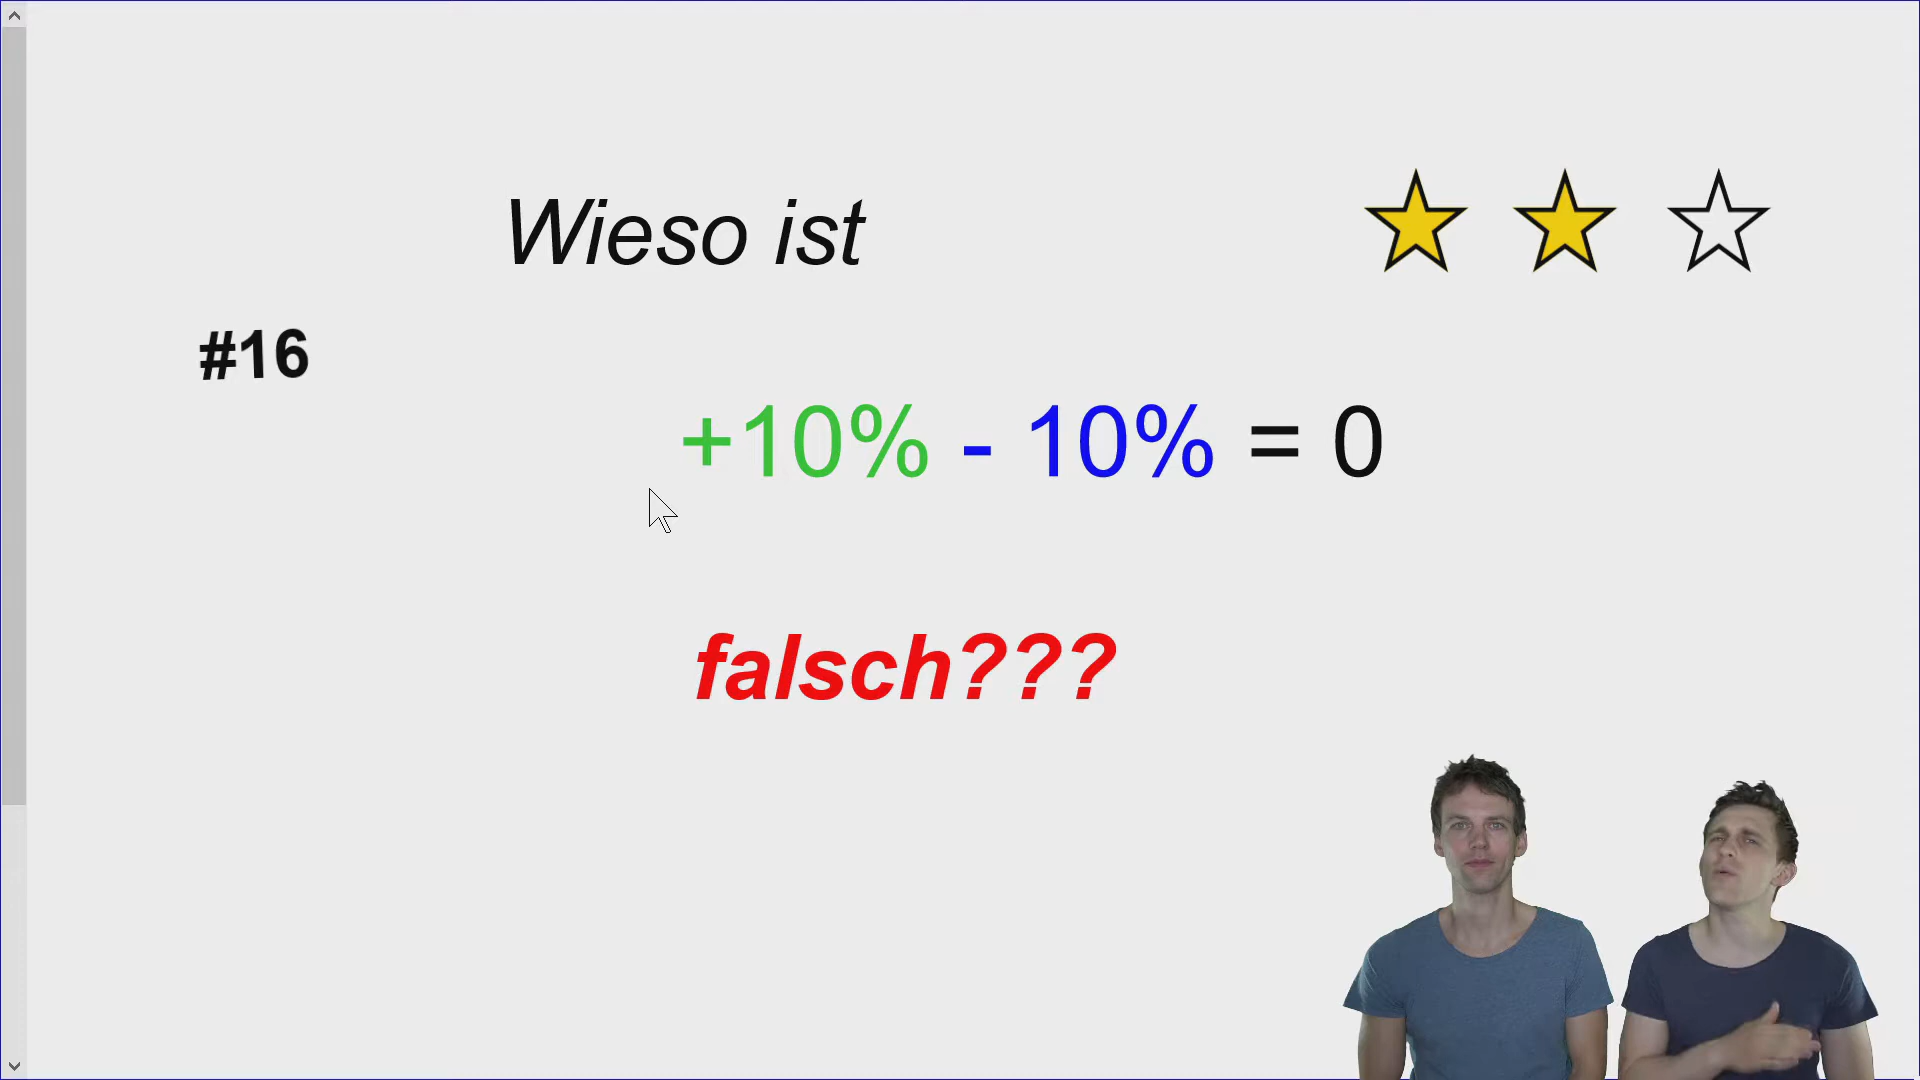 Wieso ist
#16
+10% - 10% = 0
falsch???